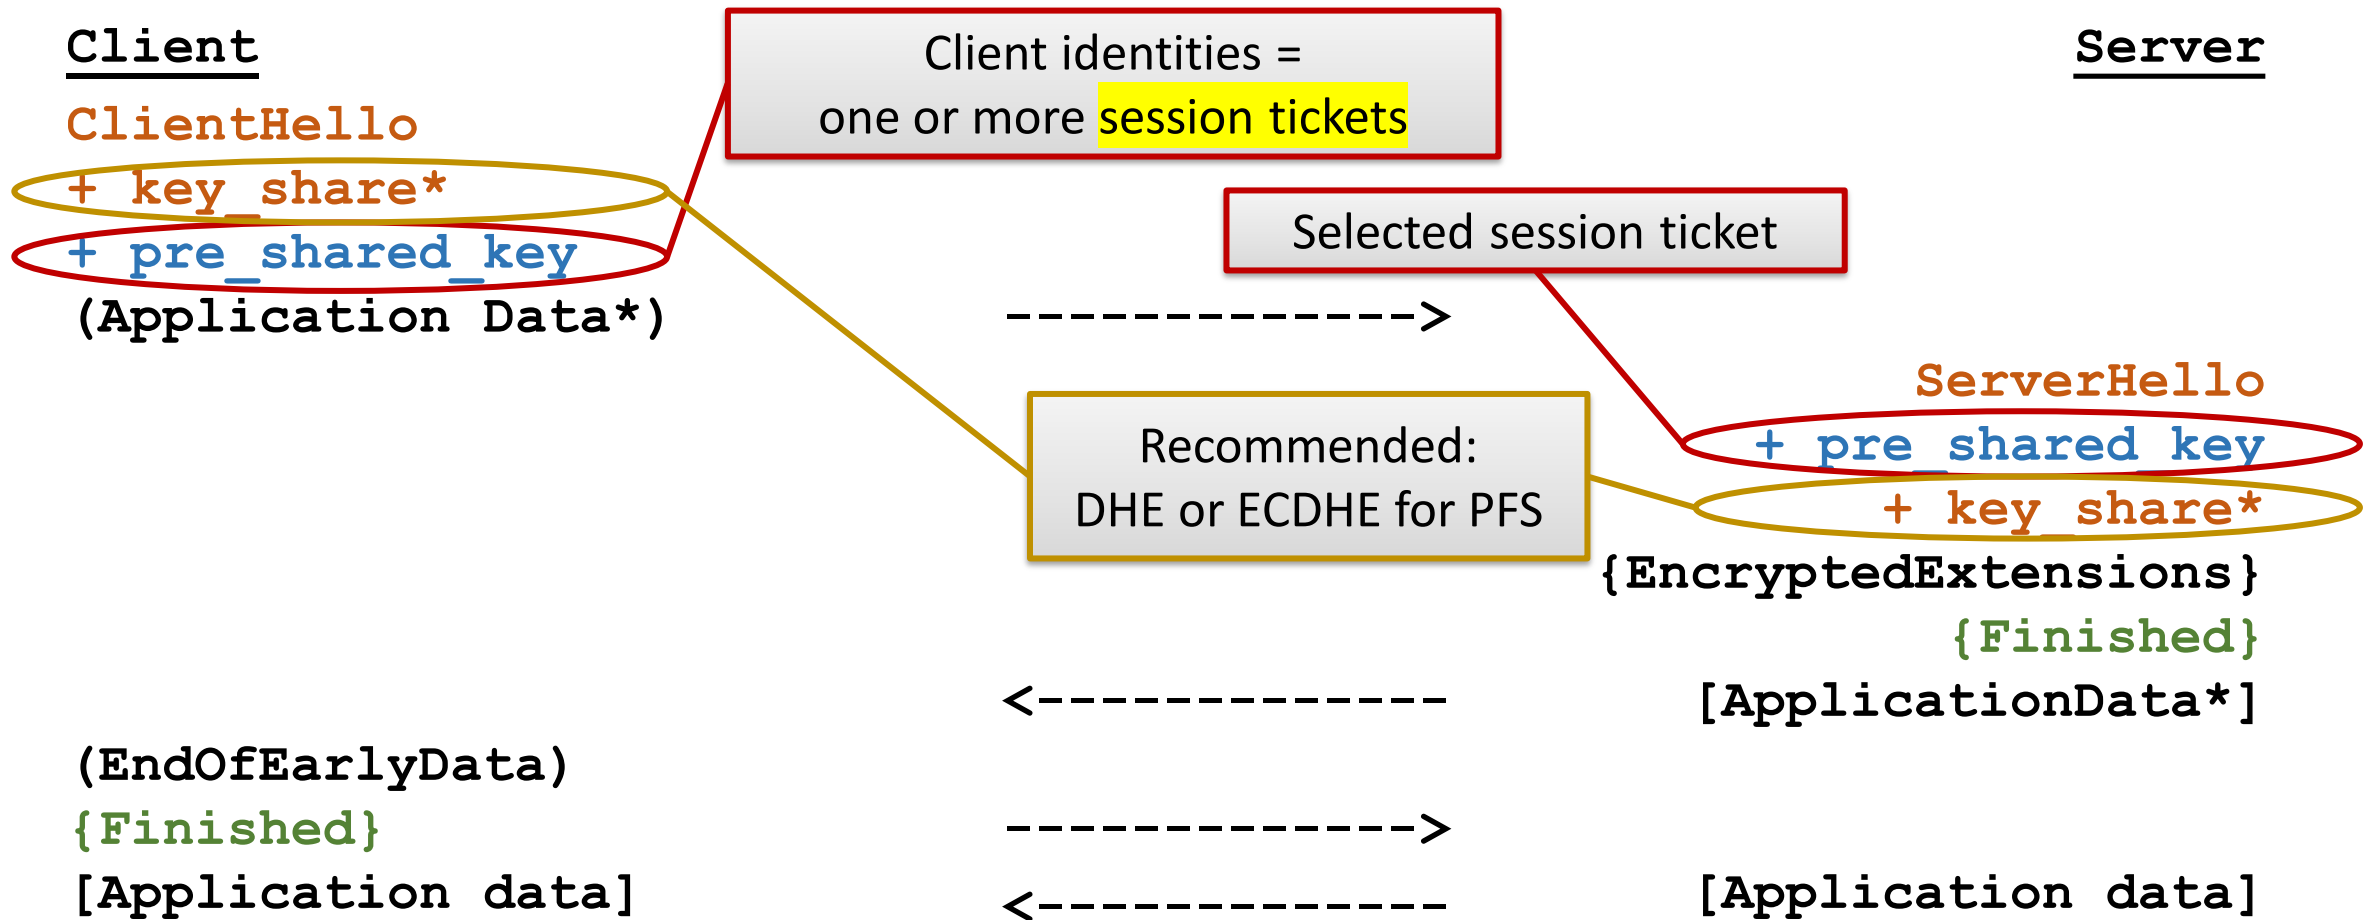 Client
Server
Client identities =
one or more session tickets
ClientHello
+ key_share*
+ pre_shared_key
(Application Data*)
-------------->
Selected session ticket
ServerHello
+ pre_shared_key
+ key_share*
Recommended:
DHE or ECDHE for PFS
{EncryptedExtensions}
{Finished}
<-------------- [ApplicationData*]
(EndOfEarlyData)
{Finished} -------------->
[Application data] <-------------- [Application data]